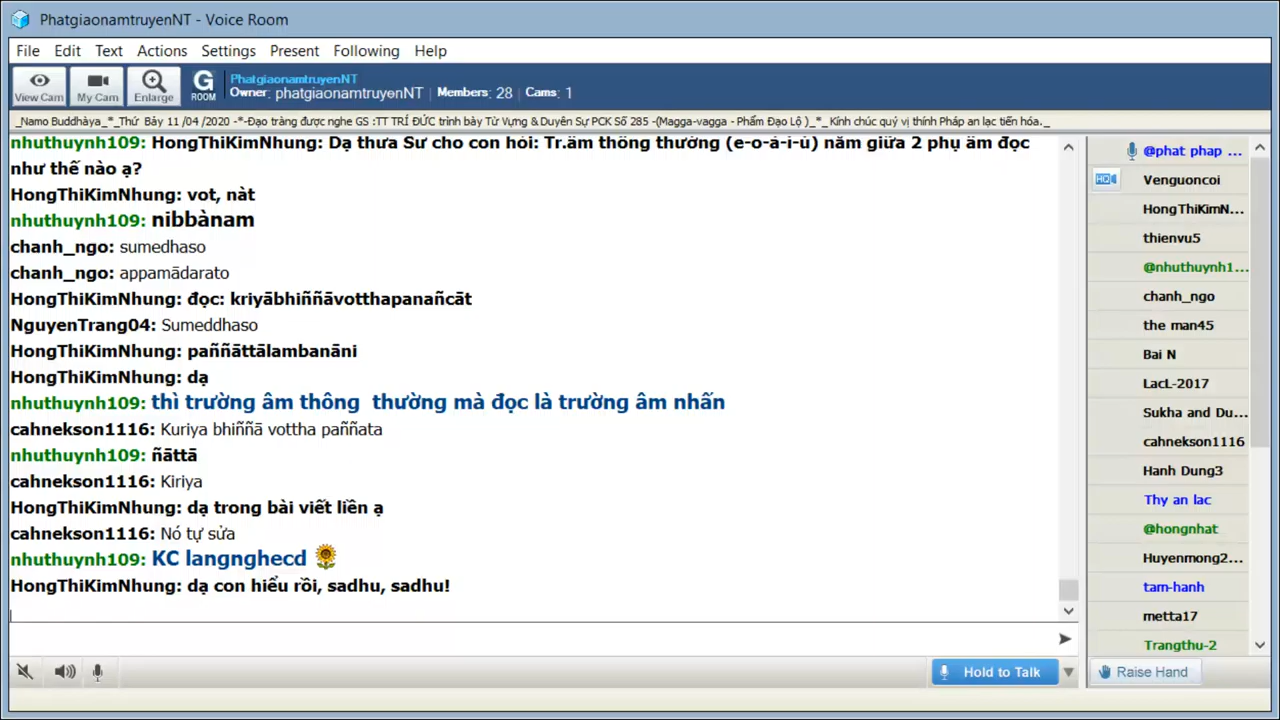 PhatgiaonamtruyenNT - Voice Room
File Edit Text Actions Settings Present Following Help
View Cam My Cam Enlarge G ROOM
PhatgiaonamtruyenNT
Owner: phatgiaonamtruyenNT | Members: 28 | Cams: 1
_Namo Buddhàya_*_Thứ Bảy 11 /04 /2020 -*-Đạo tràng được nghe GS :TT TRÍ ĐỨC trình bày Từ Vựng & Duyên Sự PCK Số 285 -(Magga-vagga - Phẩm Đạo Lộ )_*_ Kính chúc quý vị thính Pháp an lạc tiến hóa._
nhuthuynh109: HongThiKimNhung: Dạ thưa Sư cho con hỏi: Tr.âm thông thường (e-o-ā-ī-ū) nằm giữa 2 phụ âm đọc
như thế nào ạ?
HongThiKimNhung: vot, nàt
nhuthuynh109: nibbànam
chanh_ngo: sumedhaso
chanh_ngo: appamādarato
HongThiKimNhung: đọc: kriyābhiññāvotthapanañcāt
NguyenTrang04: Sumeddhaso
HongThiKimNhung: paññāttālambanāni
HongThiKimNhung: dạ
nhuthuynh109: thì trường âm thông thường mà đọc là trường âm nhấn
cahnekson1116: Kuriya bhiññā vottha paññata
nhuthuynh109: ñāttā
cahnekson1116: Kiriya
HongThiKimNhung: dạ trong bài viết liền ạ
cahnekson1116: Nó tự sửa
nhuthuynh109: KC langnghecd
HongThiKimNhung: dạ con hiểu rồi, sadhu, sadhu!
@phat phap ...
HD
Venguoncoi
HongThiKimN...
thienvu5
@nhuthuynh1...
chanh_ngo
the man45
Bai N
LacL-2017
Sukha and Du...
cahnekson1116
Hanh Dung3
Thy an lac
@hongnhat
Huyenmong2...
tam-hanh
metta17
Trangthu-2
Hold to Talk
Raise Hand